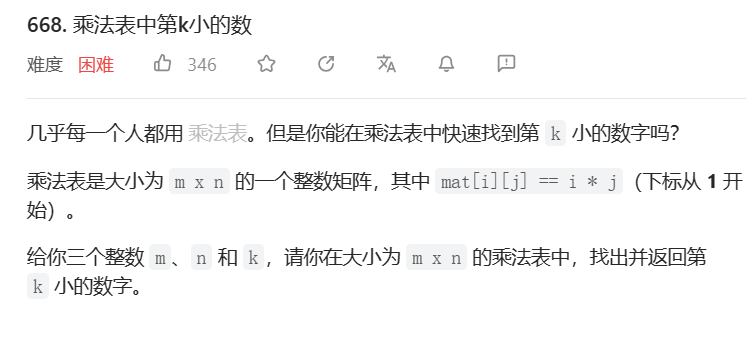 668. 乘法表中第k小的数
难度 困难 346
几乎每一个人都用 乘法表。但是你能在乘法表中快速找到第 k 小的数字吗？
乘法表是大小为 m x n 的一个整数矩阵，其中 mat[i][j] == i * j（下标从 1 开
始）。
给你三个整数 m、n 和 k，请你在大小为 m x n 的乘法表中，找出并返回第
k 小的数字。